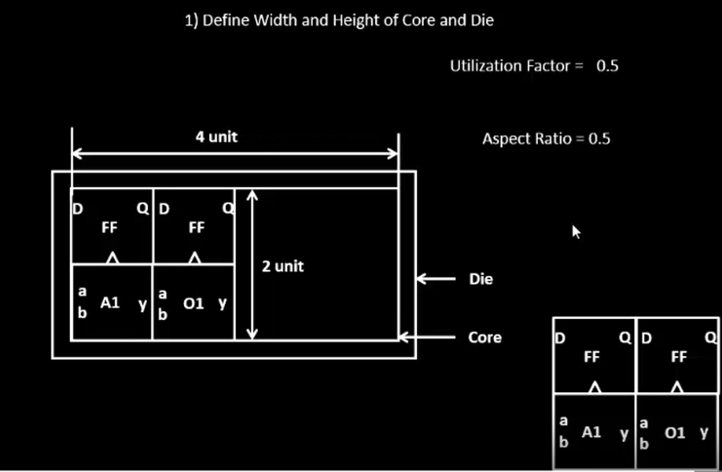 1) Define Width and Height of Core and Die
Utilization Factor = 0.5
4 unit
Aspect Ratio = 0.5
D Q D Q
FF FF
2 unit
a a
A1 y O1 y
b b
Die
Core
D Q D Q
FF FF
a a
A1 y O1 y
b b